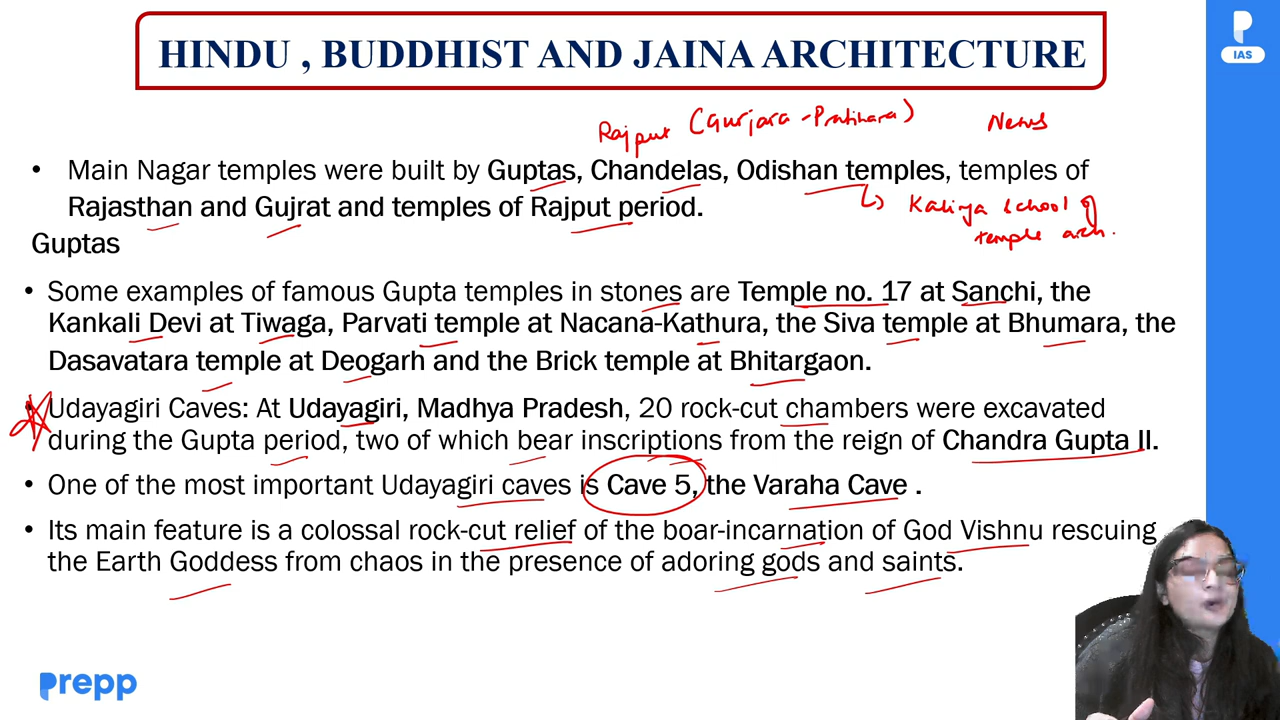 HINDU , BUDDHIST AND JAINA ARCHITECTURE
IAS
Rajput (Gurjara-Pratihara) News
• Main Nagar temples were built by Guptas, Chandelas, Odishan temples, temples of
Rajasthan and Gujrat and temples of Rajput period.
Kalinga School of
temple arch.
Guptas
• Some examples of famous Gupta temples in stones are Temple no. 17 at Sanchi, the
Kankali Devi at Tiwaga, Parvati temple at Nacana-Kathura, the Siva temple at Bhumara, the
Dasavatara temple at Deogarh and the Brick temple at Bhitargaon.
• Udayagiri Caves: At Udayagiri, Madhya Pradesh, 20 rock-cut chambers were excavated
during the Gupta period, two of which bear inscriptions from the reign of Chandra Gupta II.
• One of the most important Udayagiri caves is Cave 5, the Varaha Cave .
• Its main feature is a colossal rock-cut relief of the boar-incarnation of God Vishnu rescuing
the Earth Goddess from chaos in the presence of adoring gods and saints.
prepp